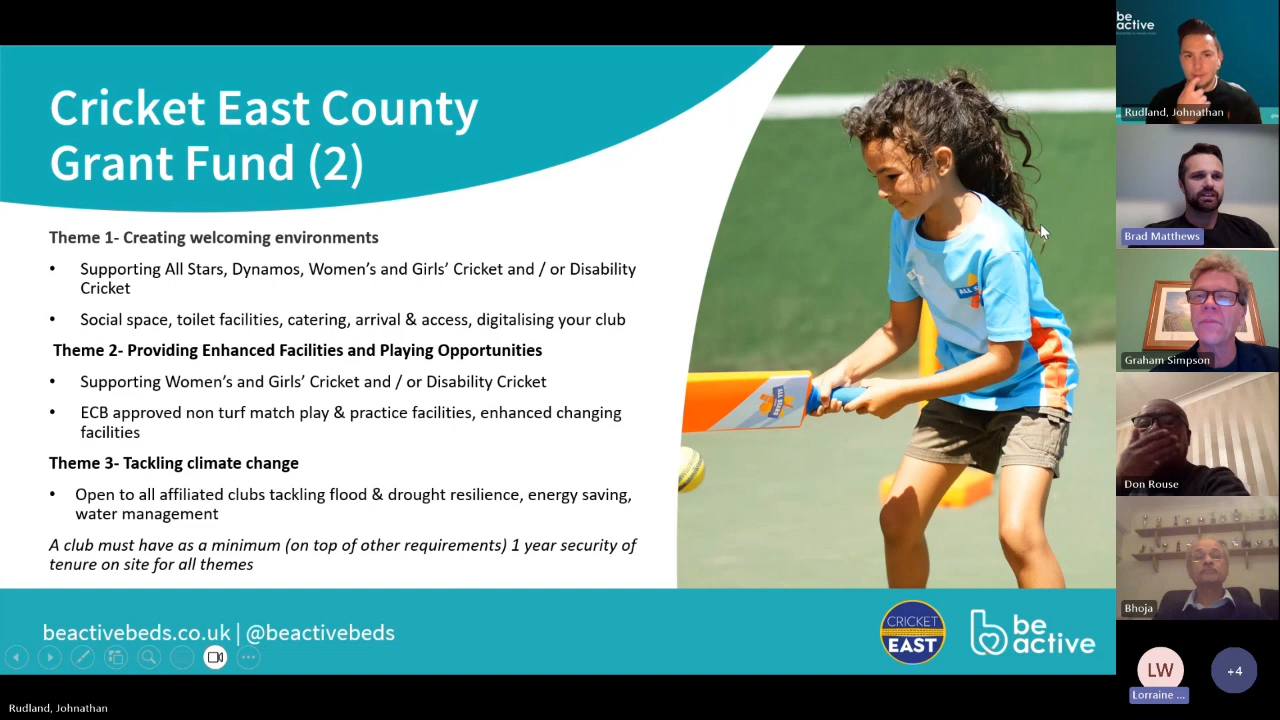 Cricket East County
Grant Fund (2)
Theme 1- Creating welcoming environments
• Supporting All Stars, Dynamos, Women's and Girls' Cricket and / or Disability
Cricket
• Social space, toilet facilities, catering, arrival & access, digitalising your club
Theme 2- Providing Enhanced Facilities and Playing Opportunities
• Supporting Women's and Girls' Cricket and / or Disability Cricket
• ECB approved non turf match play & practice facilities, enhanced changing
facilities
Theme 3- Tackling climate change
• Open to all affiliated clubs tackling flood & drought resilience, energy saving,
water management
A club must have as a minimum (on top of other requirements) 1 year security of
tenure on site for all themes
beactivebeds.co.uk | @beactivebeds
CRICKET
EAST
be
active
Rudland, Johnathan
be
active
Rudland, Johnathan
Brad Matthews
Graham Simpson
Don Rouse
Bhoja
LW
Lorraine ...
+4